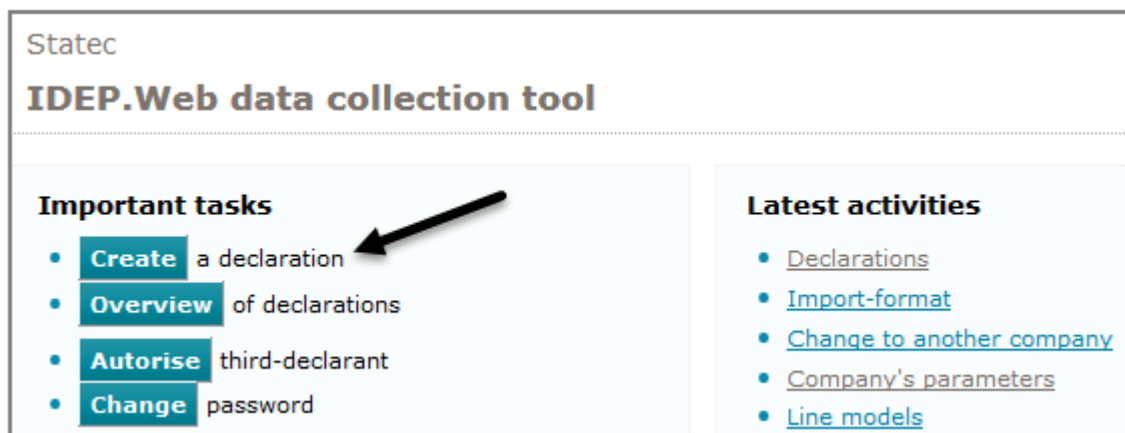 Statec
IDEP.Web data collection tool
Important tasks
Create a declaration
Overview of declarations
Autorise third-declarant
Change password
Latest activities
Declarations
Import-format
Change to another company
Company's parameters
Line models